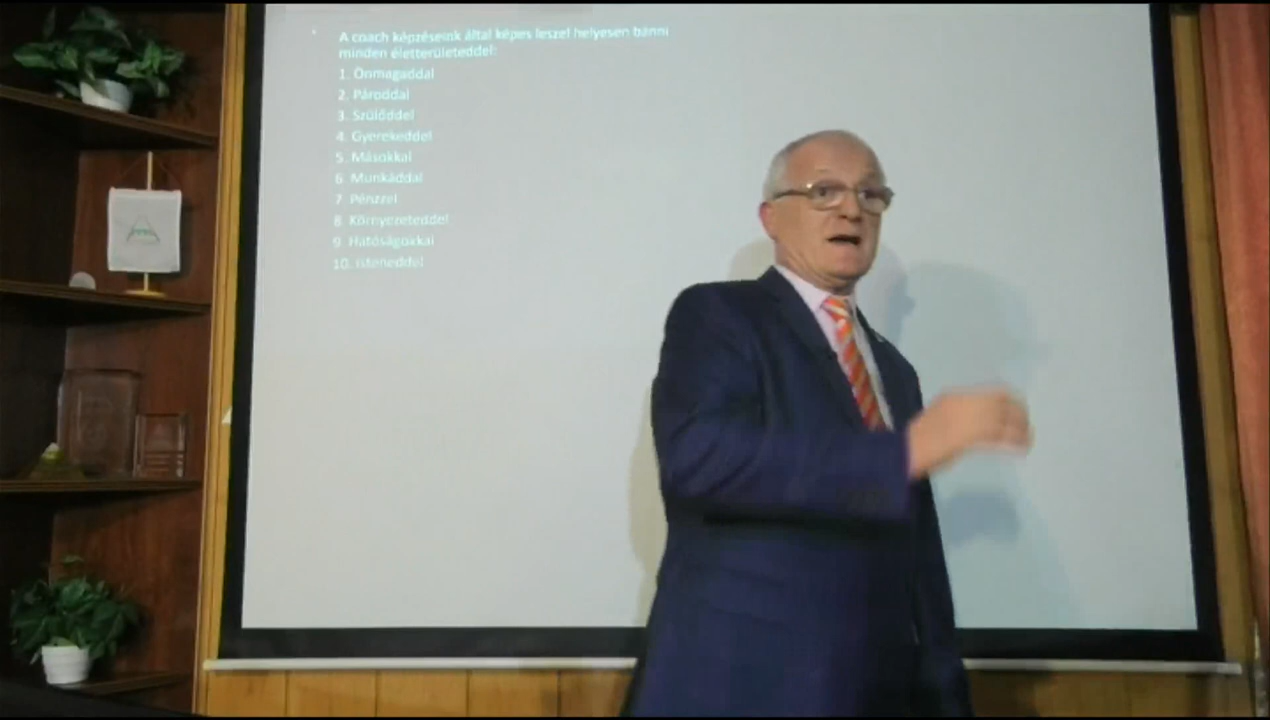 A coach képzéseink által képes leszel helyesen bánni
minden életterületeddel:
1. Önmagaddal
2. Pároddal
3. Szülőddel
4. Gyerekeddel
5. Másokkal
6. Munkáddal
7. Pénzzel
8. Környezeteddel
9. Hatóságokkal
10. Isteneddel